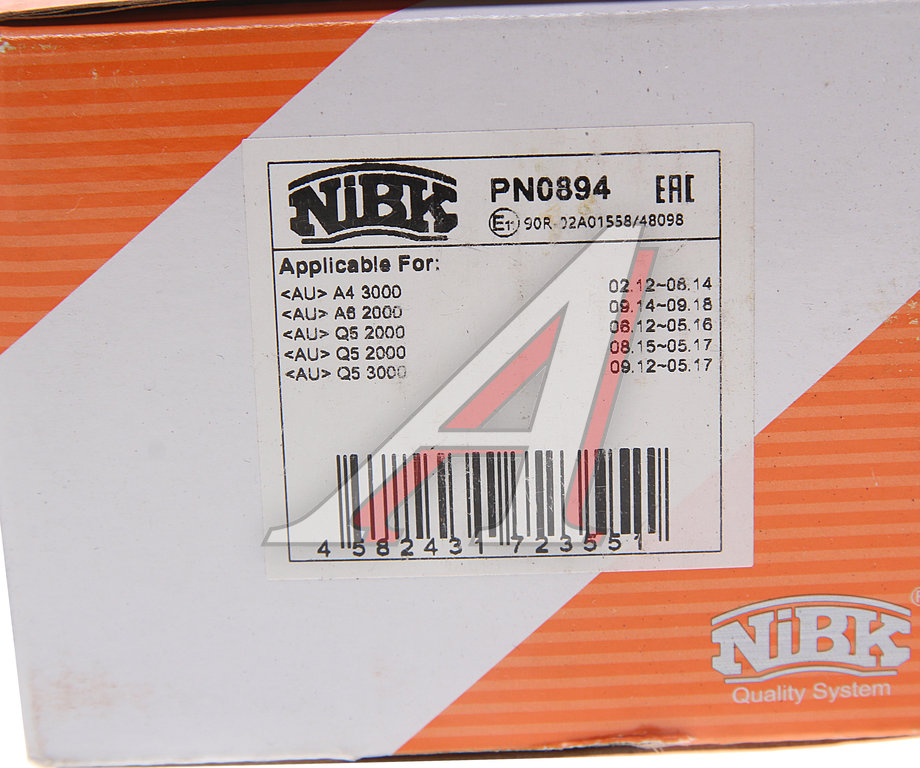 NiBK
PN0894 EAC
E11 90R-02A01558/48098
Applicable For:
<AU> A4 3000 02.12~08.14
<AU> A6 2000 09.14~09.18
<AU> Q5 2000 06.12~05.16
<AU> Q5 2000 08.15~05.17
<AU> Q5 3000 09.12~05.17
4 582431 723551
NiBK
Quality System